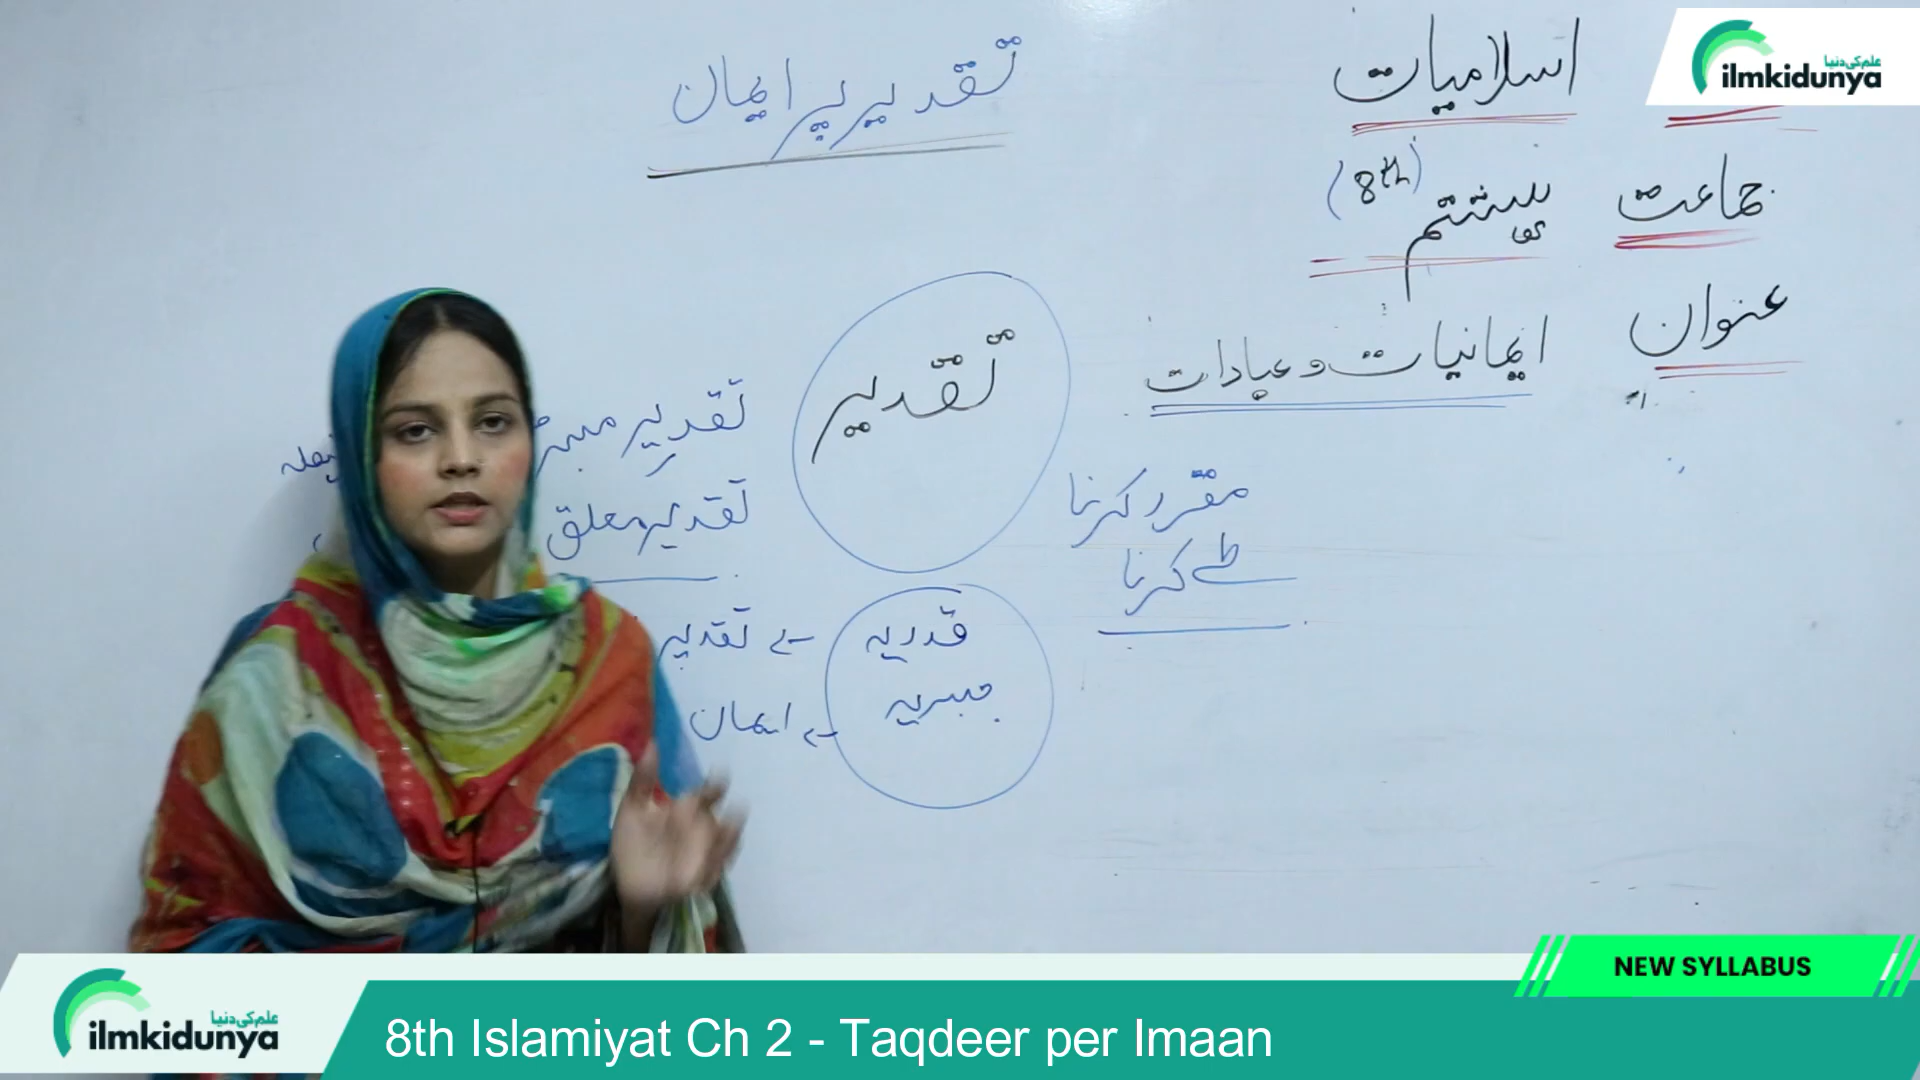 تقدیر پر ایمان
اسلامیات
جماعت ہشتم (8th)
عنوان ایمانیات و عبادات
تقدیر
مقرر کرنا
طے کرنا
تقدیر مبر
تقدیر معلق
قدریہ → تقدیر
جبریہ → ایمان
علم کی دنیا
ilmkidunya
NEW SYLLABUS
علم کی دنیا
ilmkidunya
8th Islamiyat Ch 2 - Taqdeer per Imaan